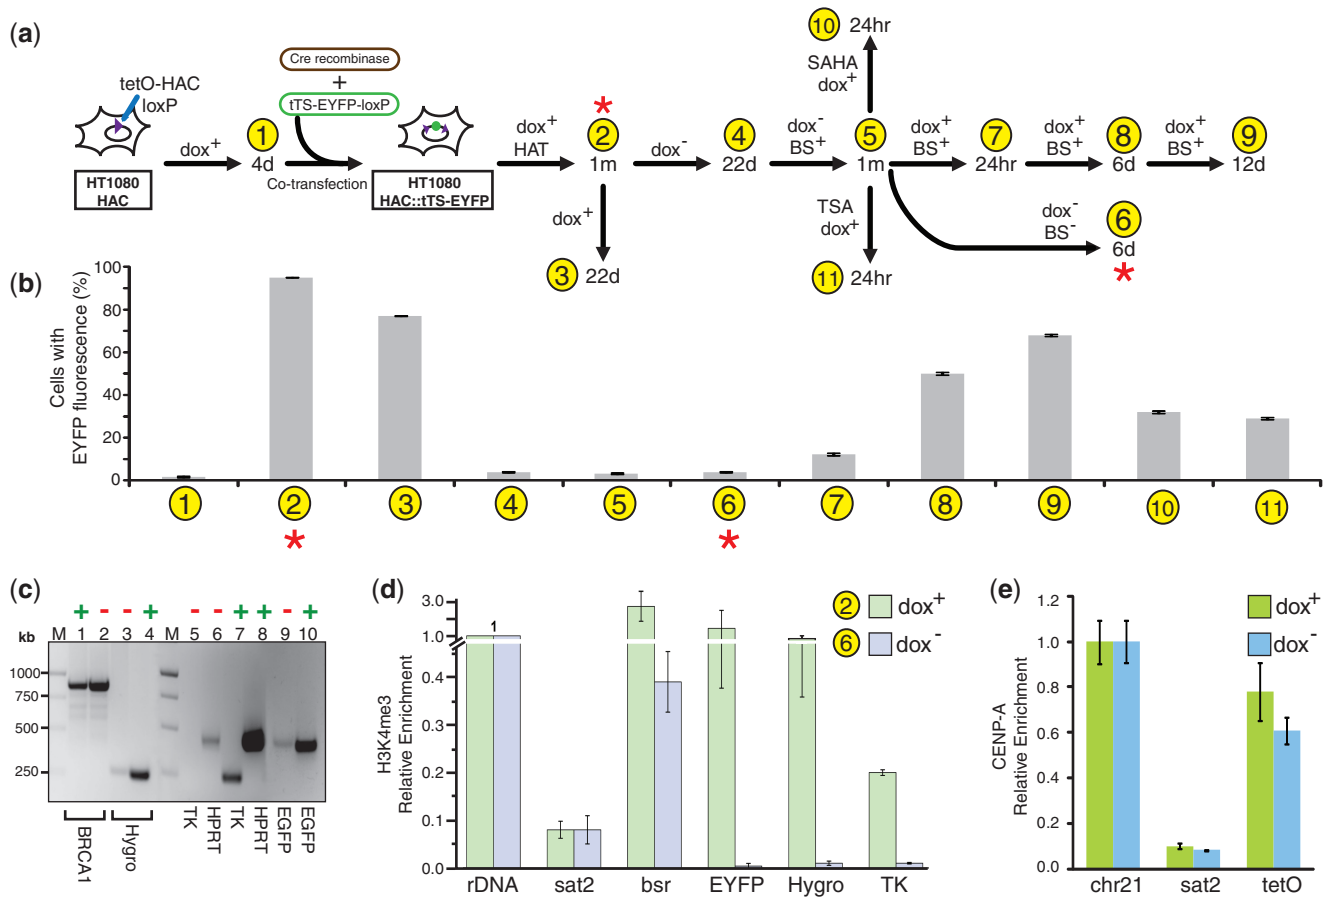 (a)
tetO-HAC
loxP
HT1080
HAC
dox+
1
4d
Cre recombinase
+
tTS-EYFP-loxP
Co-transfection
HT1080
HAC::tTS-EYFP
dox+
HAT
*
2
1m
dox+
3
22d
dox-
4
22d
dox-
BS+
5
1m
10
24hr
SAHA
dox+
TSA
dox+
11
24hr
dox+
BS+
7
24hr
dox+
BS+
8
6d
dox+
BS+
9
12d
dox-
BS-
6
6d
*
(b)
Cells with
EYFP fluorescence (%)
100
80
60
40
20
0
1 2 3 4 5 6 7 8 9 10 11
* *
(c)
+ - - + - - + + - +
kb M 1 2 3 4 M 5 6 7 8 9 10
1000
750
500
250
BRCA1
Hygro
TK
HPRT
TK
HPRT
EGFP
EGFP
(d)
H3K4me3
Relative Enrichment
3.0
1.0
0.4
0.3
0.2
0.1
0.0
1
2 dox+
6 dox-
rDNA sat2 bsr EYFP Hygro TK
(e)
CENP-A
Relative Enrichment
1.2
1.0
0.8
0.6
0.4
0.2
0.0
dox+
dox-
chr21 sat2 tetO